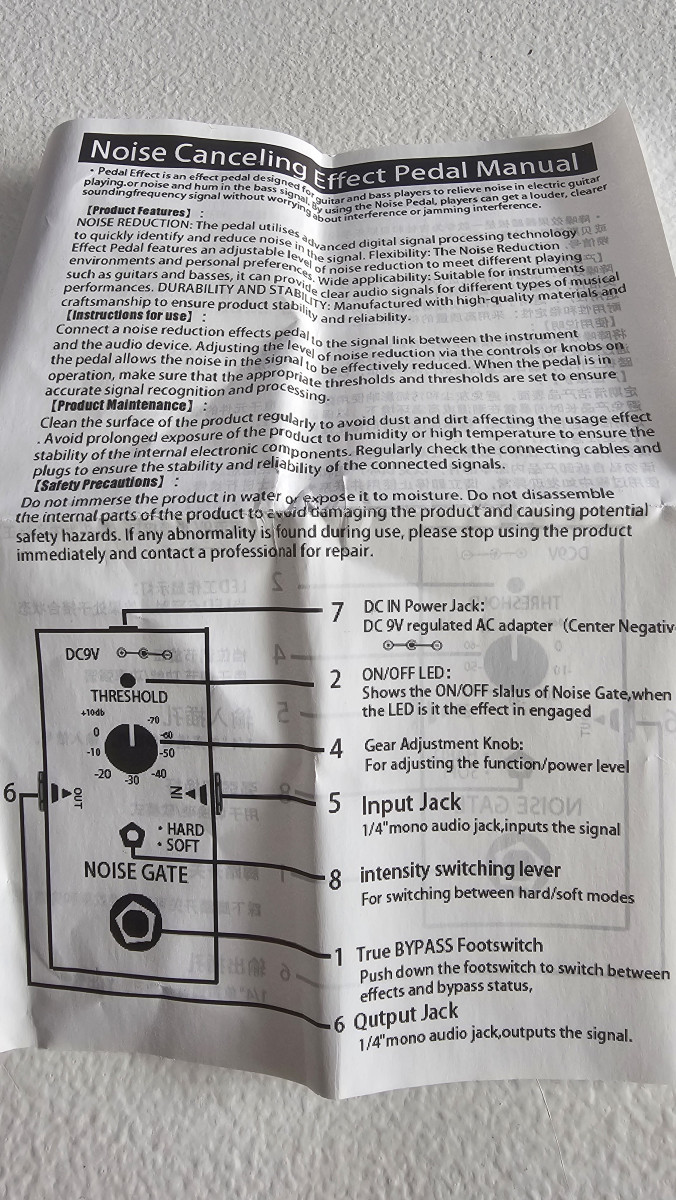 Noise Canceling Effect Pedal Manual
• Pedal Effect is an effect pedal designed for guitar and bass players to relieve noise in electric guitar
playing.or noise and hum in the bass signal. By using the Noise Pedal, players can get a louder, clearer
soundingfrequency signal without worrying about interference or jamming interference.
【Product Features】 :
NOISE REDUCTION: The pedal utilises advanced digital signal processing technology
to quickly identify and reduce noise in the signal. Flexibility: The Noise Reduction
Effect Pedal features an adjustable level of noise reduction to meet different playing
environments and personal preferences. Wide applicability: Suitable for instruments
such as guitars and basses, it can provide clear audio signals for different types of musical
performances. DURABILITY AND STABILITY: Manufactured with high-quality materials and
craftsmanship to ensure product stability and reliability.
【Instructions for use】 :
Connect a noise reduction effects pedal to the signal link between the instrument
and the audio device. Adjusting the level of noise reduction via the controls or knobs on
the pedal allows the noise in the signal to be effectively reduced. When the pedal is in
operation, make sure that the appropriate thresholds and thresholds are set to ensure
accurate signal recognition and processing.
【Product Maintenance】 :
Clean the surface of the product regularly to avoid dust and dirt affecting the usage effect
. Avoid prolonged exposure of the product to humidity or high temperature to ensure the
stability of the internal electronic components. Regularly check the connecting cables and
plugs to ensure the stability and reliability of the connected signals.
【Safety Precautions】 :
Do not immerse the product in water or expose it to moisture. Do not disassemble
the internal parts of the product to avoid damaging the product and causing potential
safety hazards. If any abnormality is found during use, please stop using the product
immediately and contact a professional for repair.
DC9V
THRESHOLD
+10db
0
-10
-20
-30
-40
-50
-60
-70
OUT
IN
• HARD
• SOFT
NOISE GATE
6
7 DC IN Power Jack:
DC 9V regulated AC adapter (Center Negativ
2 ON/OFF LED:
Shows the ON/OFF slalus of Noise Gate,when
the LED is it the effect in engaged
4 Gear Adjustment Knob:
For adjusting the function/power level
5 Input Jack
1/4"mono audio jack,inputs the signal
8 intensity switching lever
For switching between hard/soft modes
1 True BYPASS Footswitch
Push down the footswitch to switch between
effects and bypass status,
6 Qutput Jack
1/4"mono audio jack,outputs the signal.